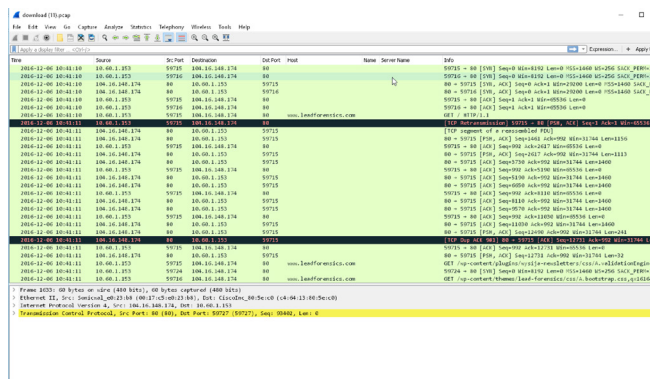 download (11).pcap
File Edit View Go Capture Analyze Statistics Telephony Wireless Tools Help
Apply a display filter ... <Ctrl-/> Expression... + Apply
Time Source Src Port Destination Dst Port Host Name Server Name Info
2016-12-06 10:41:10 10.60.1.153 59715 104.16.148.174 80 59715 → 80 [SYN] Seq=0 Win=8192 Len=0 MSS=1460 WS=256 SACK_PERM=
2016-12-06 10:41:10 10.60.1.153 59716 104.16.148.174 80 59716 → 80 [SYN] Seq=0 Win=8192 Len=0 MSS=1460 WS=256 SACK_PERM=
2016-12-06 10:41:10 104.16.148.174 80 10.60.1.153 59715 80 → 59715 [SYN, ACK] Seq=0 Ack=1 Win=29200 Len=0 MSS=1460 SACK_
2016-12-06 10:41:10 104.16.148.174 80 10.60.1.153 59716 80 → 59716 [SYN, ACK] Seq=0 Ack=1 Win=29200 Len=0 MSS=1460 SACK_
2016-12-06 10:41:10 10.60.1.153 59715 104.16.148.174 80 59715 → 80 [ACK] Seq=1 Ack=1 Win=65536 Len=0
2016-12-06 10:41:10 10.60.1.153 59716 104.16.148.174 80 59716 → 80 [ACK] Seq=1 Ack=1 Win=65536 Len=0
2016-12-06 10:41:10 10.60.1.153 59715 104.16.148.174 80 www.leadforensics.com GET / HTTP/1.1
2016-12-06 10:41:11 10.60.1.153 59715 104.16.148.174 80 [TCP Retransmission] 59715 → 80 [PSH, ACK] Seq=1 Ack=1 Win=65536
2016-12-06 10:41:11 104.16.148.174 80 10.60.1.153 59715 [TCP segment of a reassembled PDU]
2016-12-06 10:41:11 104.16.148.174 80 10.60.1.153 59715 80 → 59715 [PSH, ACK] Seq=1461 Ack=992 Win=31744 Len=1156
2016-12-06 10:41:11 10.60.1.153 59715 104.16.148.174 80 59715 → 80 [ACK] Seq=992 Ack=2617 Win=65536 Len=0
2016-12-06 10:41:11 104.16.148.174 80 10.60.1.153 59715 80 → 59715 [PSH, ACK] Seq=2617 Ack=992 Win=31744 Len=1113
2016-12-06 10:41:11 104.16.148.174 80 10.60.1.153 59715 80 → 59715 [ACK] Seq=3730 Ack=992 Win=31744 Len=1460
2016-12-06 10:41:11 10.60.1.153 59715 104.16.148.174 80 59715 → 80 [ACK] Seq=992 Ack=5190 Win=65536 Len=0
2016-12-06 10:41:11 104.16.148.174 80 10.60.1.153 59715 80 → 59715 [ACK] Seq=5190 Ack=992 Win=31744 Len=1460
2016-12-06 10:41:11 104.16.148.174 80 10.60.1.153 59715 80 → 59715 [ACK] Seq=6650 Ack=992 Win=31744 Len=1460
2016-12-06 10:41:11 10.60.1.153 59715 104.16.148.174 80 59715 → 80 [ACK] Seq=992 Ack=8110 Win=65536 Len=0
2016-12-06 10:41:11 104.16.148.174 80 10.60.1.153 59715 80 → 59715 [ACK] Seq=8110 Ack=992 Win=31744 Len=1460
2016-12-06 10:41:11 104.16.148.174 80 10.60.1.153 59715 80 → 59715 [ACK] Seq=9570 Ack=992 Win=31744 Len=1460
2016-12-06 10:41:11 10.60.1.153 59715 104.16.148.174 80 59715 → 80 [ACK] Seq=992 Ack=11030 Win=65536 Len=0
2016-12-06 10:41:11 104.16.148.174 80 10.60.1.153 59715 80 → 59715 [ACK] Seq=11030 Ack=992 Win=31744 Len=1460
2016-12-06 10:41:11 104.16.148.174 80 10.60.1.153 59715 80 → 59715 [PSH, ACK] Seq=12490 Ack=992 Win=31744 Len=241
2016-12-06 10:41:11 104.16.148.174 80 10.60.1.153 59715 [TCP Dup ACK 981] 80 → 59715 [ACK] Seq=12731 Ack=992 Win=31744 L
2016-12-06 10:41:11 10.60.1.153 59715 104.16.148.174 80 59715 → 80 [ACK] Seq=992 Ack=12731 Win=65536 Len=0
2016-12-06 10:41:11 104.16.148.174 80 10.60.1.153 59715 80 → 59715 [PSH, ACK] Seq=12731 Ack=992 Win=31744 Len=32
2016-12-06 10:41:11 10.60.1.153 59715 104.16.148.174 80 www.leadforensics.com GET /wp-content/plugins/wysija-newsletters/css/A.validationEngin
2016-12-06 10:41:11 10.60.1.153 59724 104.16.148.174 80 59724 → 80 [SYN] Seq=0 Win=8192 Len=0 MSS=1460 WS=256 SACK_PERM=
2016-12-06 10:41:11 10.60.1.153 59716 104.16.148.174 80 www.leadforensics.com GET /wp-content/themes/lead-forensics/css/A.bootstrap.css,q
> Frame 1633: 60 bytes on wire (480 bits), 60 bytes captured (480 bits)
> Ethernet II, Src: Sonicwal_e0:23:b8 (00:17:c5:e0:23:b8), Dst: CiscoInc_80:5e:c0 (c4:64:13:80:5e:c0)
> Internet Protocol Version 4, Src: 104.16.148.174, Dst: 10.60.1.153
> Transmission Control Protocol, Src Port: 80 (80), Dst Port: 59727 (59727), Seq: 93402, Len: 0